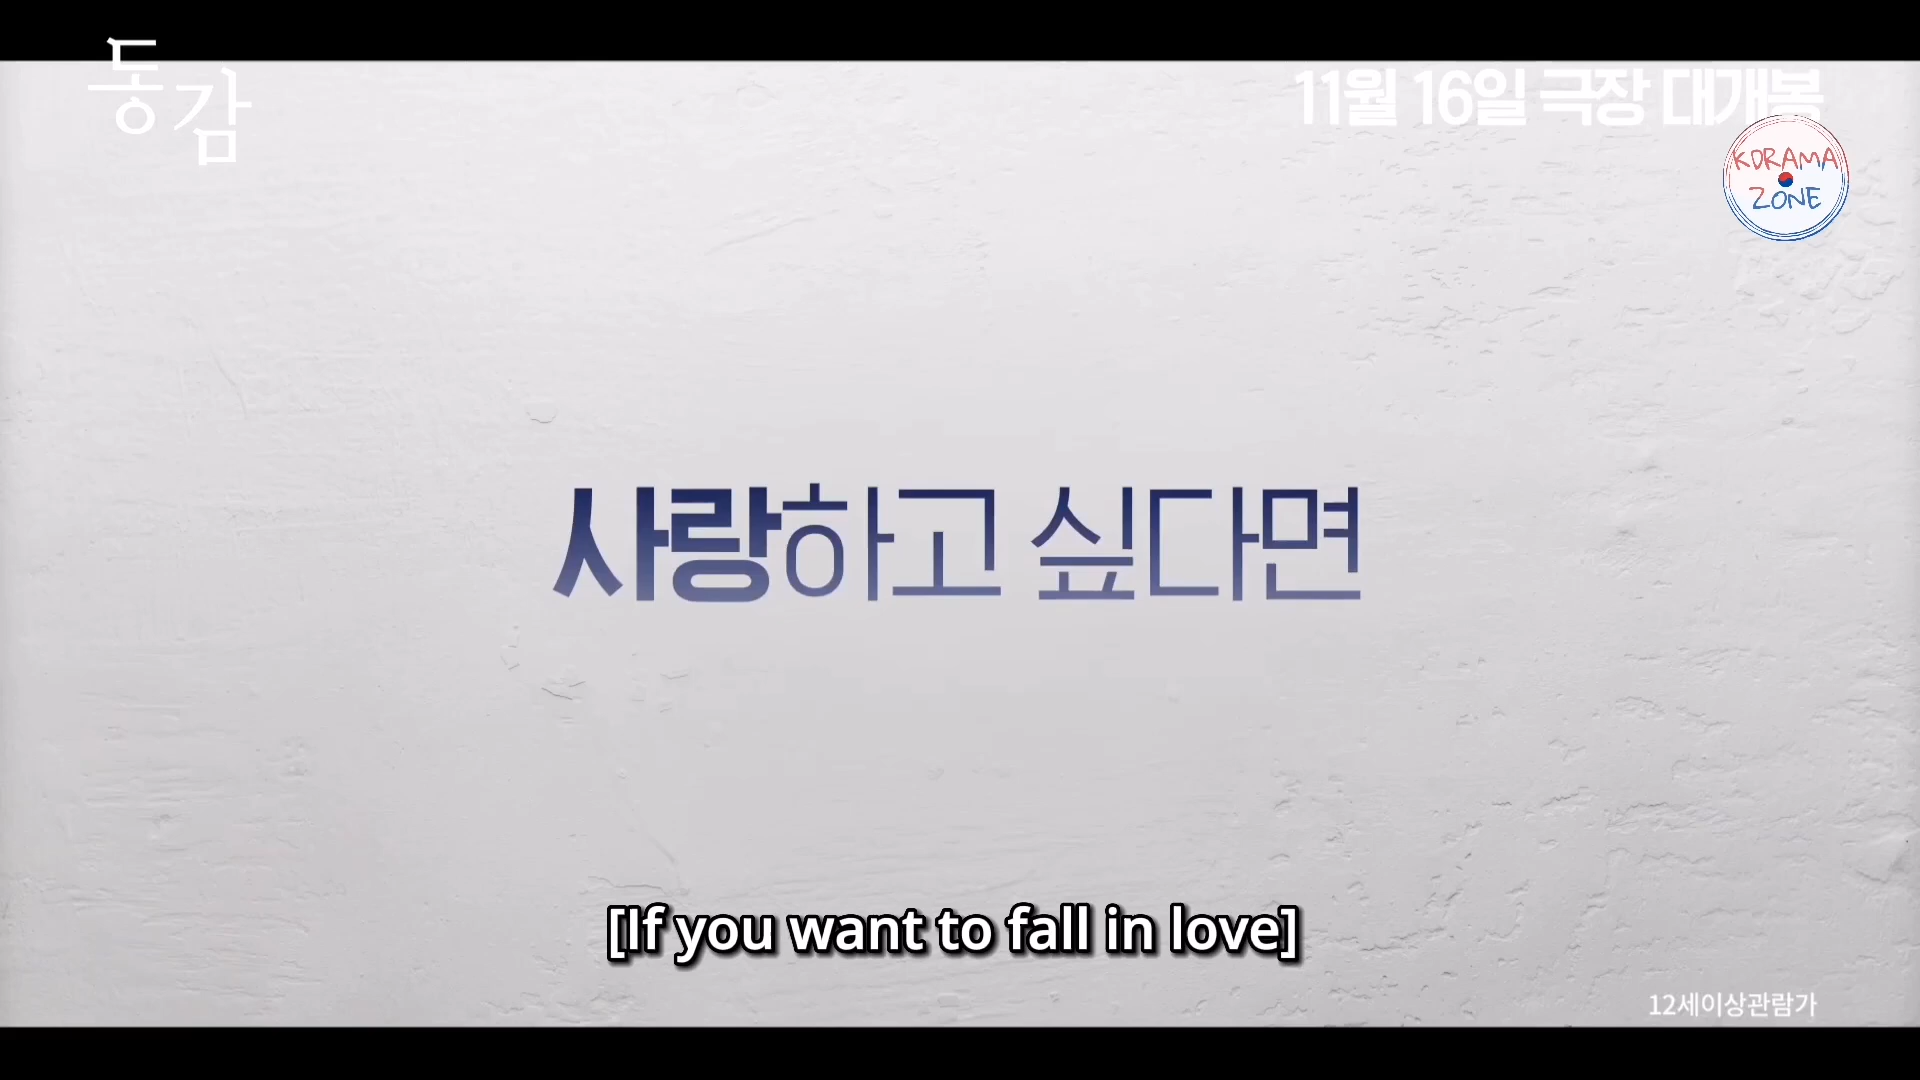 동감
11월 16일 극장 대개봉
KDRAMA
ZONE
사랑하고 싶다면
[If you want to fall in love]
12세이상관람가